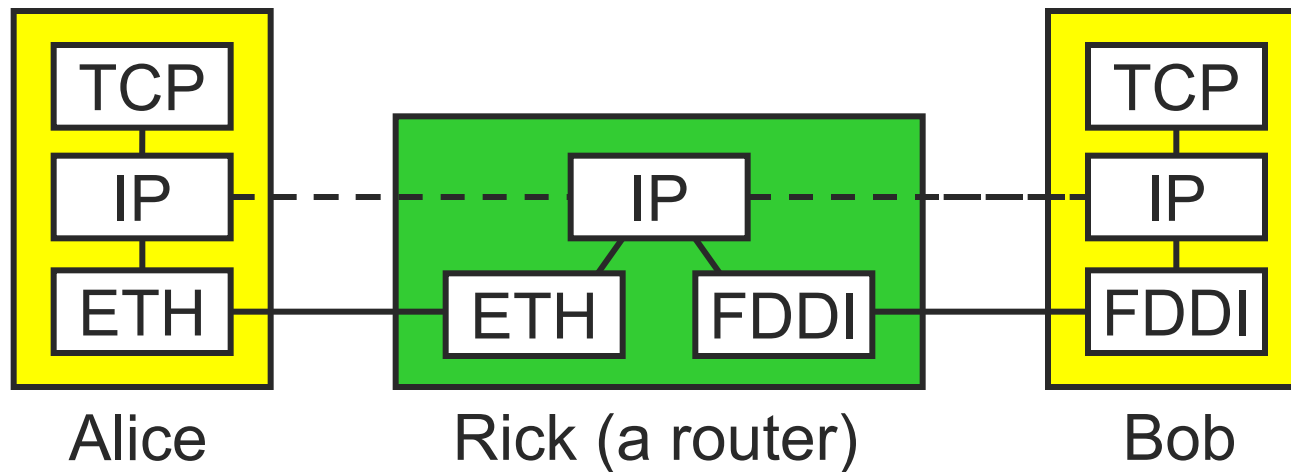 TCP
IP
ETH
Alice
IP
ETH
FDDI
Rick (a router)
TCP
IP
FDDI
Bob